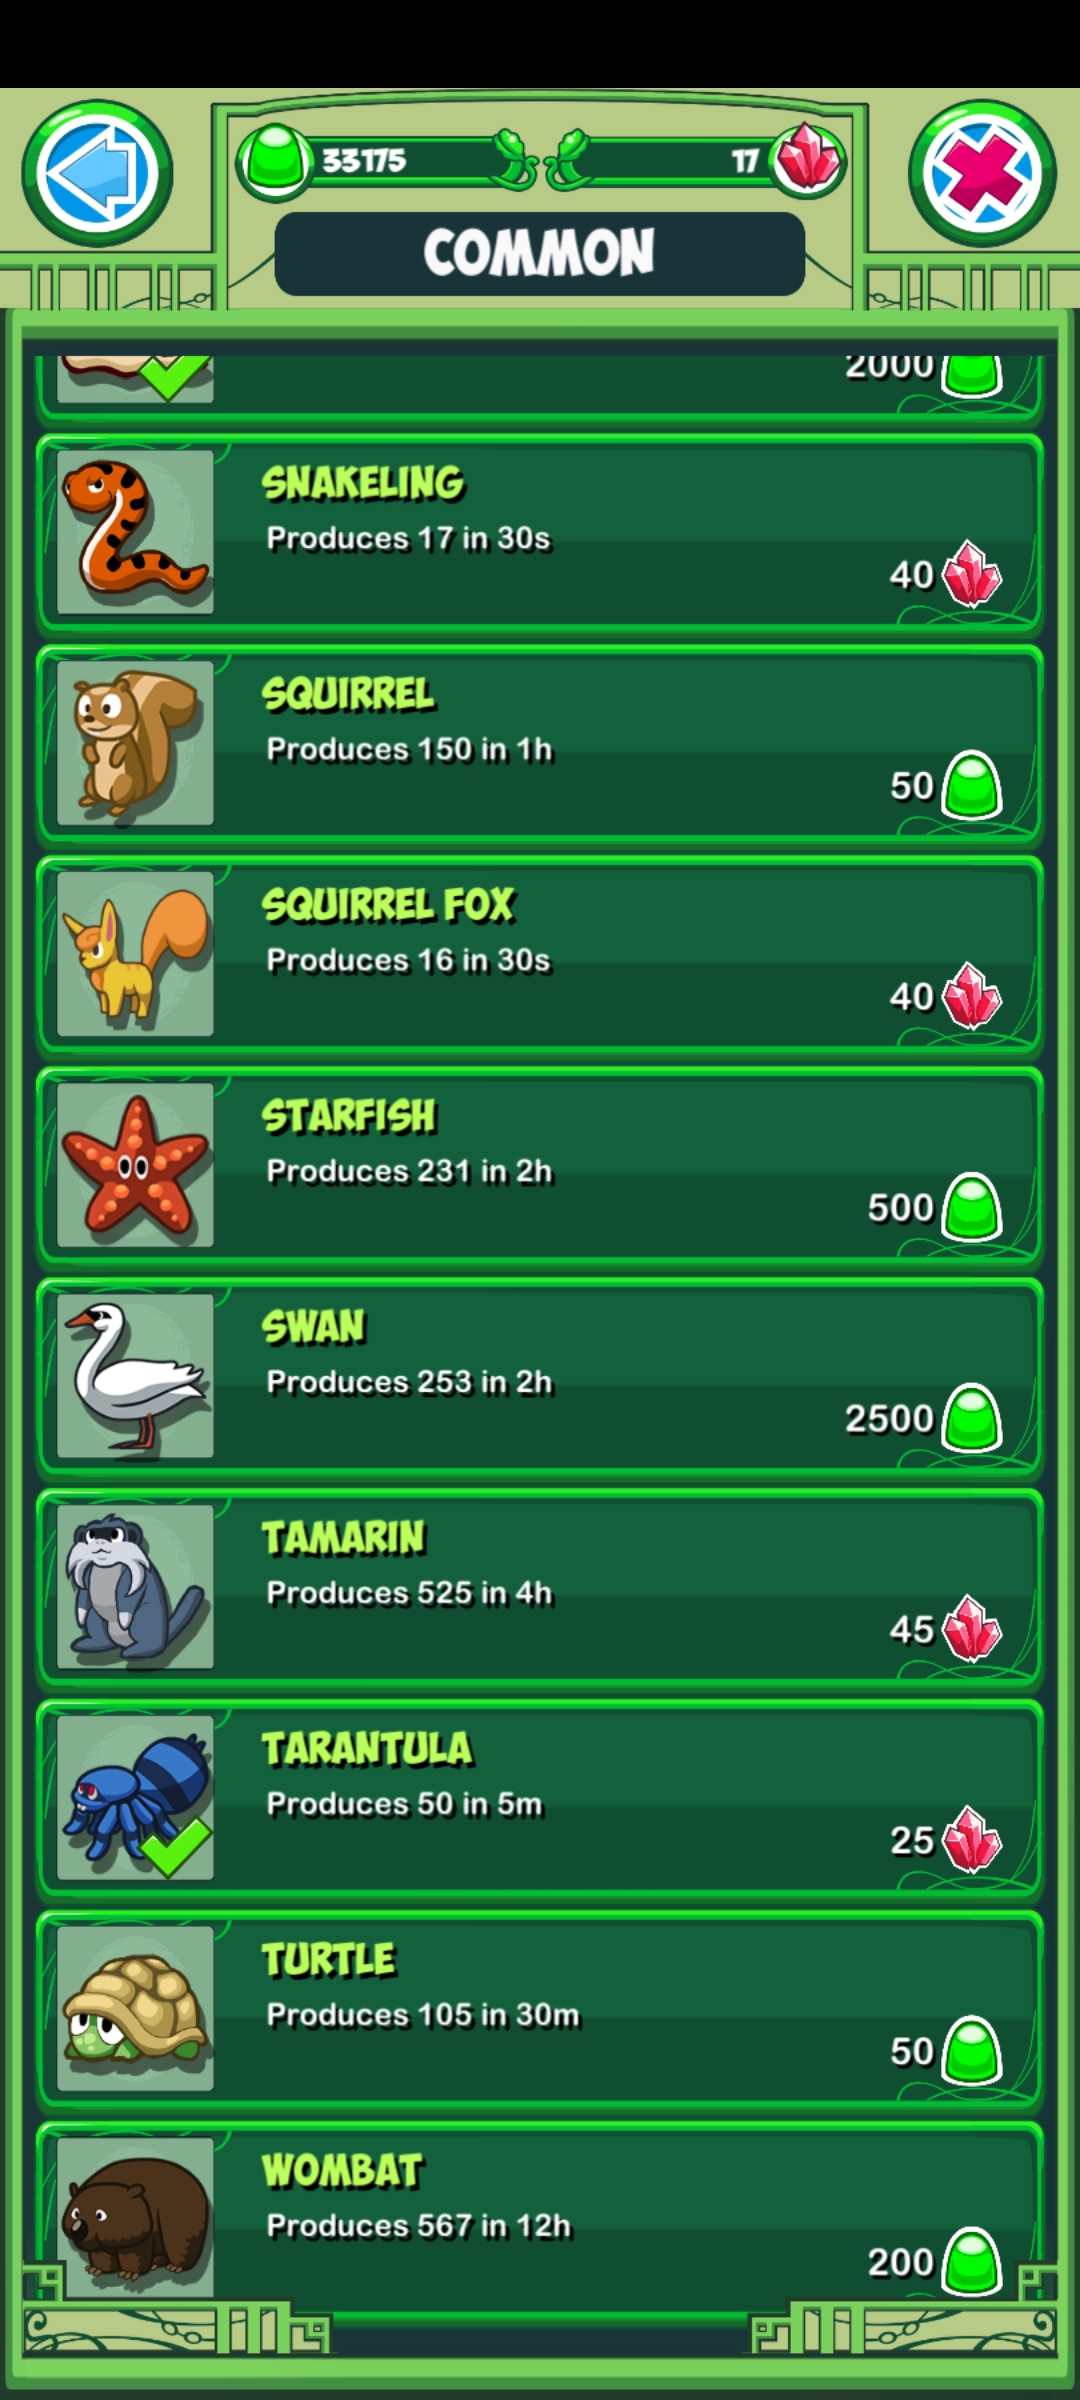 33175
17
COMMON
2000
SNAKELING
Produces 17 in 30s
40
SQUIRREL
Produces 150 in 1h
50
SQUIRREL FOX
Produces 16 in 30s
40
STARFISH
Produces 231 in 2h
500
SWAN
Produces 253 in 2h
2500
TAMARIN
Produces 525 in 4h
45
TARANTULA
Produces 50 in 5m
25
TURTLE
Produces 105 in 30m
50
WOMBAT
Produces 567 in 12h
200